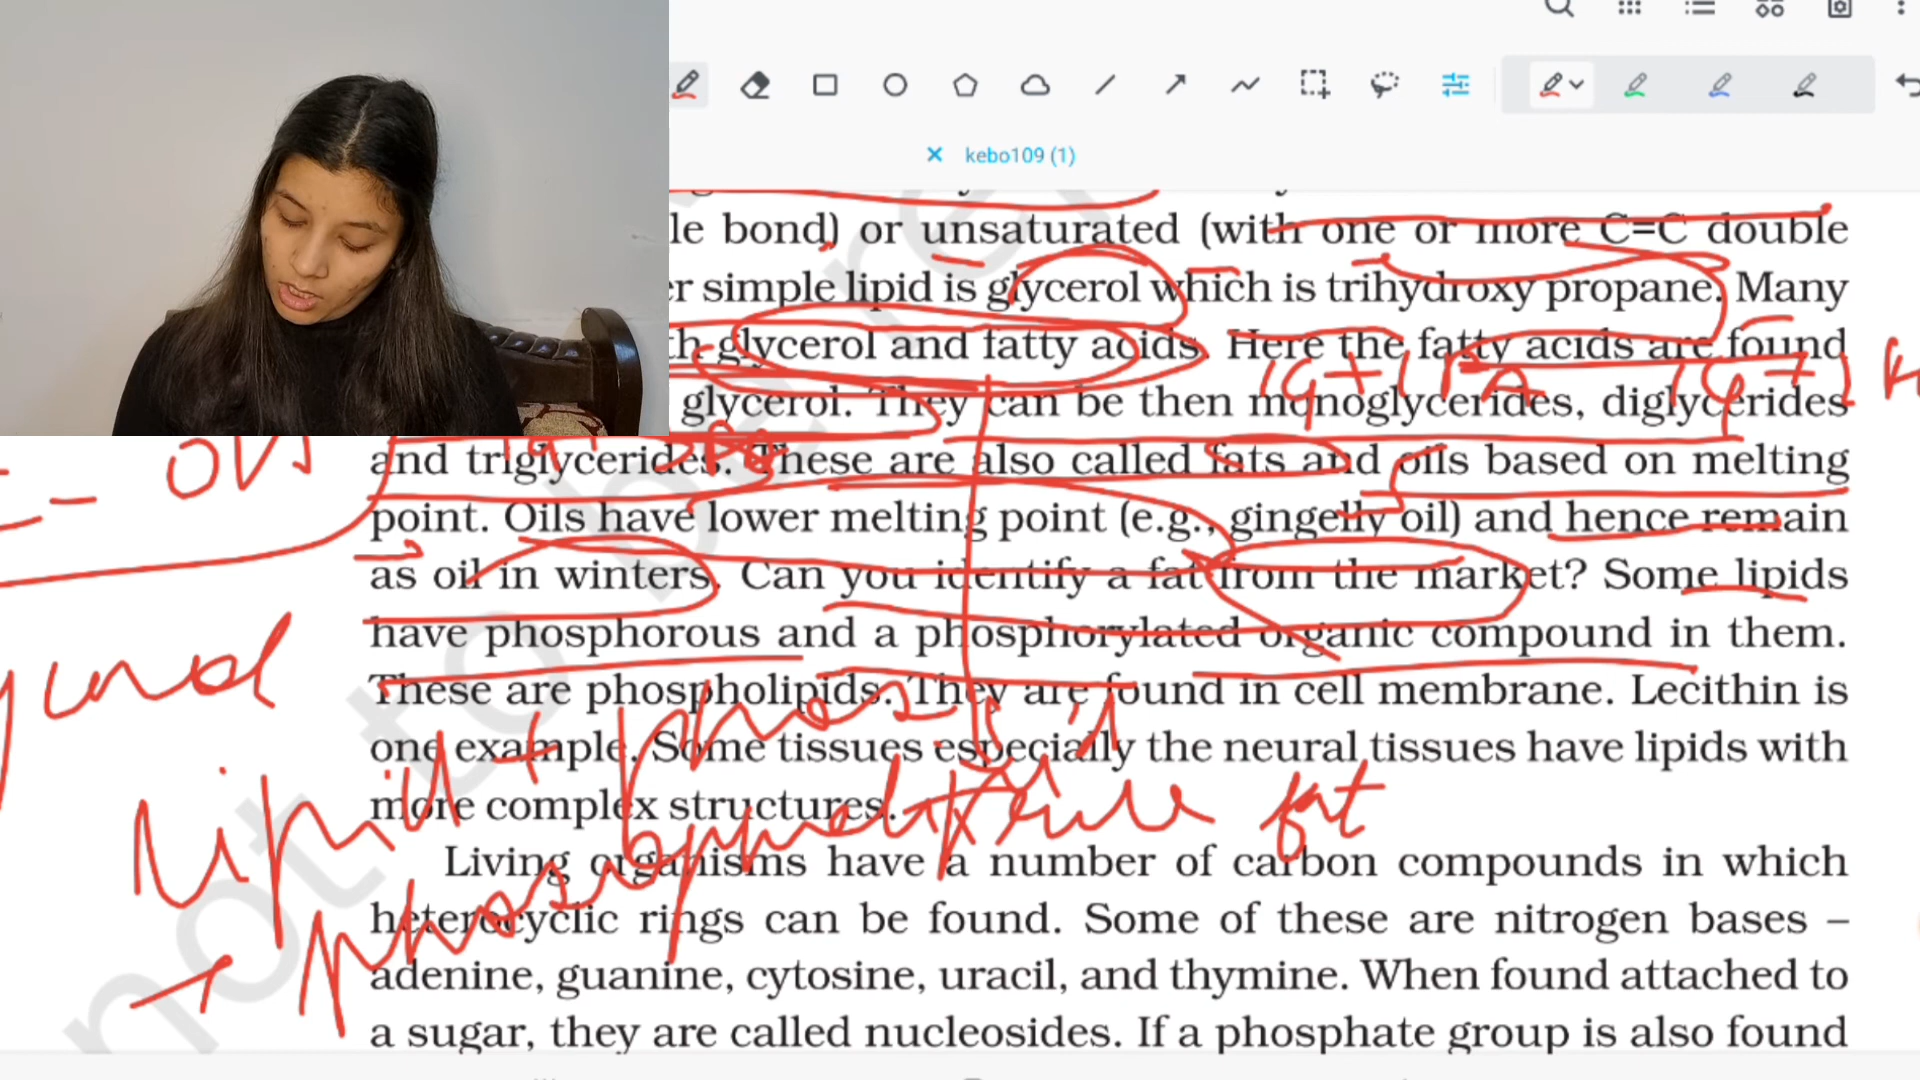 kebo109 (1)
le bond) or unsaturated (with one or more C=C double
r simple lipid is glycerol which is trihydroxy propane. Many
th glycerol and fatty acids. Here the fatty acids are found
glycerol. They can be then monoglycerides, diglycerides
and triglycerides. These are also called fats and oils based on melting
point. Oils have lower melting point (e.g., gingelly oil) and hence remain
as oil in winters. Can you identify a fat from the market? Some lipids
have phosphorous and a phosphorylated organic compound in them.
These are phospholipids. They are found in cell membrane. Lecithin is
one example. Some tissues especially the neural tissues have lipids with
more complex structures.
Living organisms have a number of carbon compounds in which
heterocyclic rings can be found. Some of these are nitrogen bases –
adenine, guanine, cytosine, uracil, and thymine. When found attached to
a sugar, they are called nucleosides. If a phosphate group is also found
not to be re
lipid + phos
fat